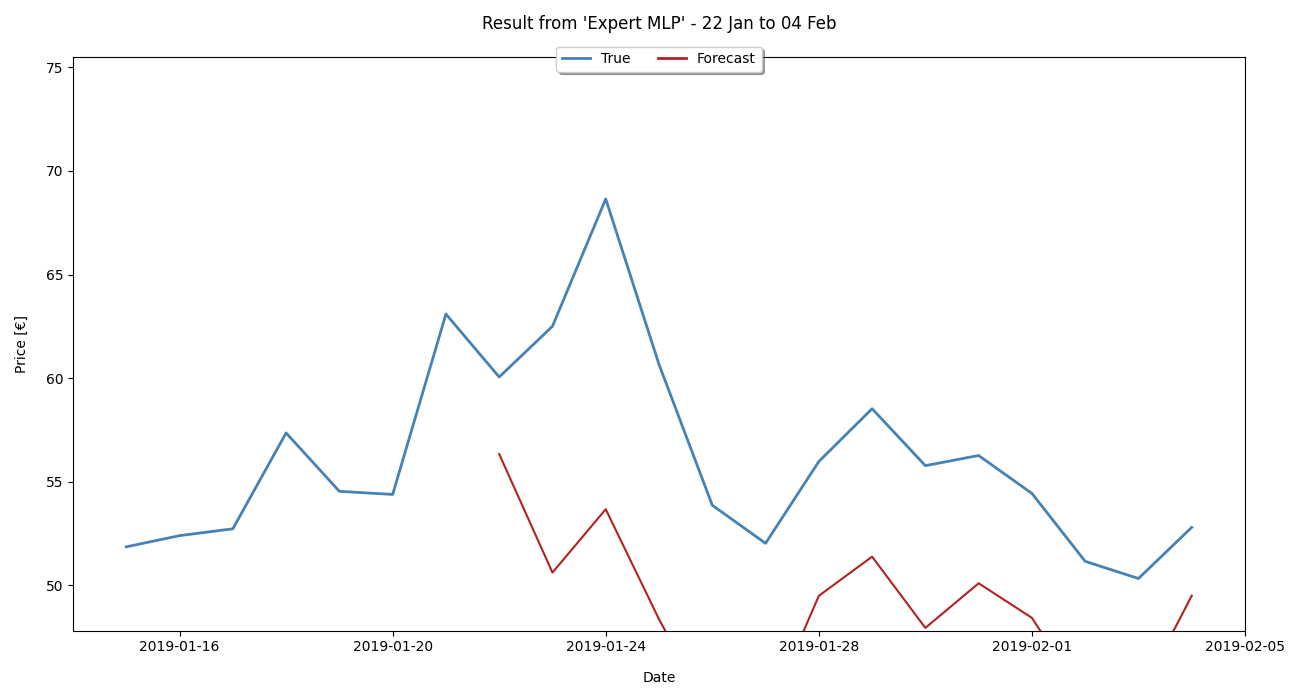 Result from 'Expert MLP' - 22 Jan to 04 Feb
True Forecast
75
70
65
60
55
50
Price [€]
2019-01-16 2019-01-20 2019-01-24 2019-01-28 2019-02-01 2019-02-05
Date